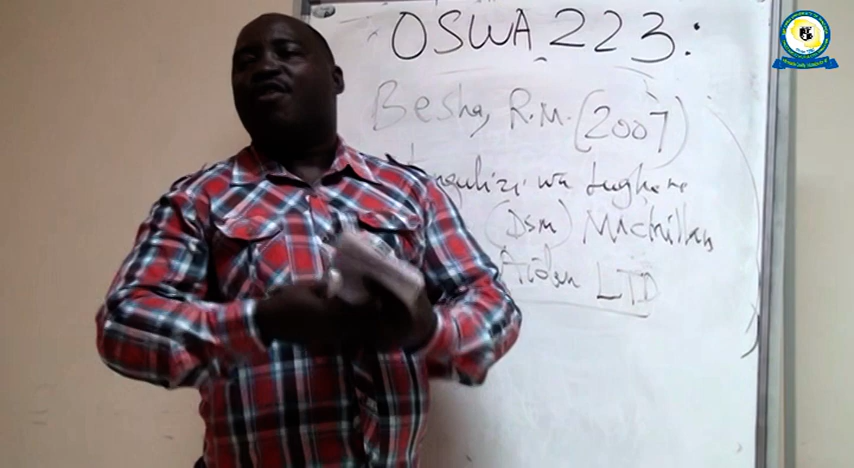 OSWA 223:
Besha, R.M. (2007)
wa lugha
(Dsm) Macmillan
Aidan LTD